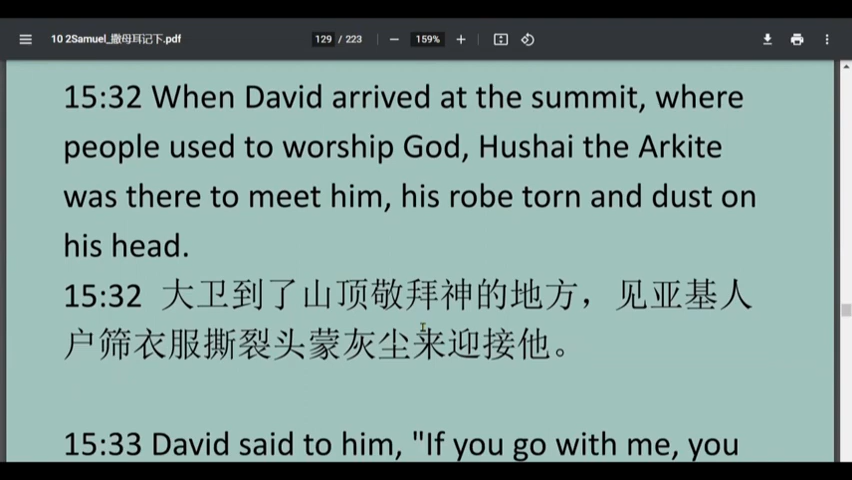 10 2Samuel_撒母耳记下.pdf
129 / 223
159%
15:32 When David arrived at the summit, where
people used to worship God, Hushai the Arkite
was there to meet him, his robe torn and dust on
his head.
15:32 大卫到了山顶敬拜神的地方，见亚基人
户筛衣服撕裂头蒙灰尘来迎接他。
15:33 David said to him, "If you go with me, you